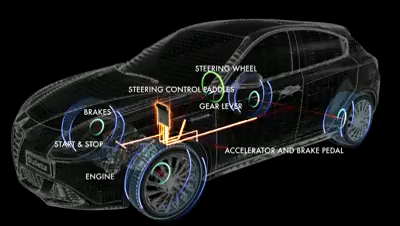 STEERING WHEEL
STEERING CONTROL PADDLES
GEAR LEVER
BRAKES
START & STOP
ACCELERATOR AND BRAKE PEDAL
ENGINE